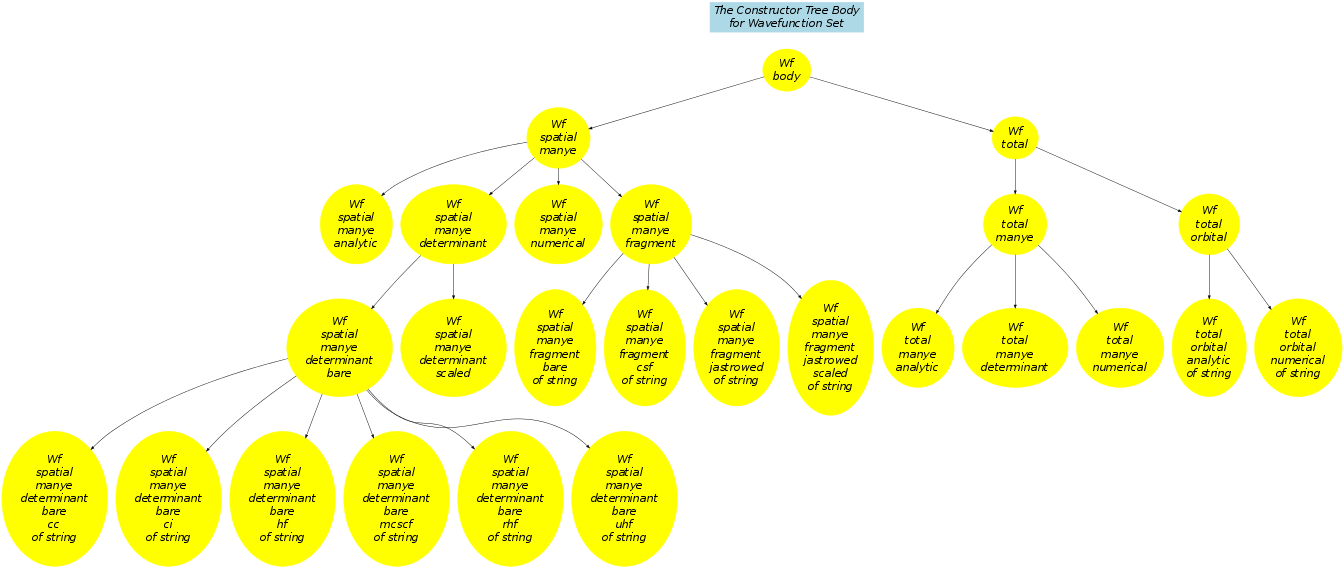 The Constructor Tree Body
for Wavefunction Set
Wf
body
Wf
spatial
manye
Wf
total
Wf
spatial
manye
analytic
Wf
spatial
manye
determinant
Wf
spatial
manye
numerical
Wf
spatial
manye
fragment
Wf
total
manye
Wf
total
orbital
Wf
spatial
manye
determinant
bare
Wf
spatial
manye
determinant
scaled
Wf
spatial
manye
fragment
bare
of string
Wf
spatial
manye
fragment
csf
of string
Wf
spatial
manye
fragment
jastrowed
of string
Wf
spatial
manye
fragment
jastrowed
scaled
of string
Wf
total
manye
analytic
Wf
total
manye
determinant
Wf
total
manye
numerical
Wf
total
orbital
analytic
of string
Wf
total
orbital
numerical
of string
Wf
spatial
manye
determinant
bare
cc
of string
Wf
spatial
manye
determinant
bare
ci
of string
Wf
spatial
manye
determinant
bare
hf
of string
Wf
spatial
manye
determinant
bare
mcscf
of string
Wf
spatial
manye
determinant
bare
rhf
of string
Wf
spatial
manye
determinant
bare
uhf
of string